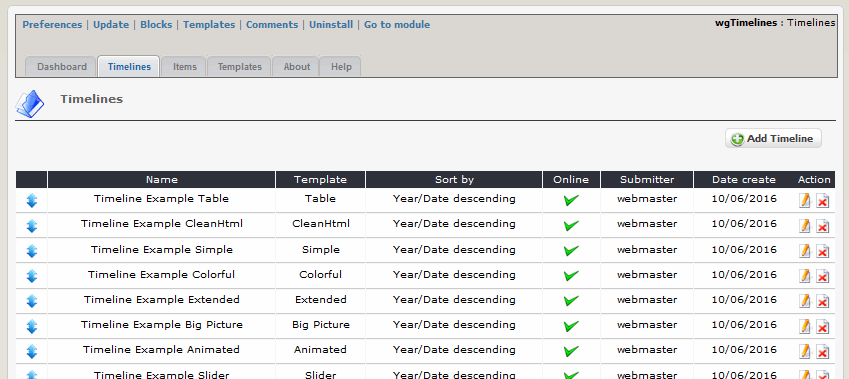 Preferences | Update | Blocks | Templates | Comments | Uninstall | Go to module
wgTimelines : Timelines
Dashboard Timelines Items Templates About Help
Timelines
Add Timeline
Name Template Sort by Online Submitter Date create Action
Timeline Example Table Table Year/Date descending webmaster 10/06/2016
Timeline Example CleanHtml CleanHtml Year/Date descending webmaster 10/06/2016
Timeline Example Simple Simple Year/Date descending webmaster 10/06/2016
Timeline Example Colorful Colorful Year/Date descending webmaster 10/06/2016
Timeline Example Extended Extended Year/Date descending webmaster 10/06/2016
Timeline Example Big Picture Big Picture Year/Date descending webmaster 10/06/2016
Timeline Example Animated Animated Year/Date descending webmaster 10/06/2016
Timeline Example Slider Slider Year/Date descending webmaster 10/06/2016